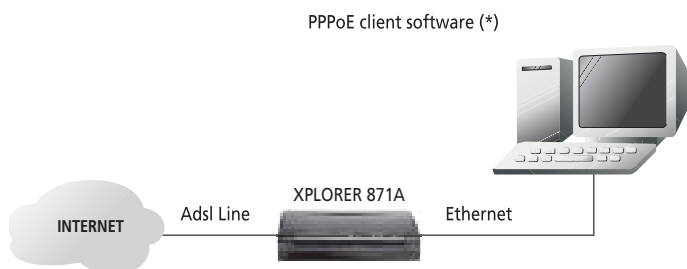 PPPoE client software (*)
XPLORER 871A
INTERNET
Adsl Line
Ethernet